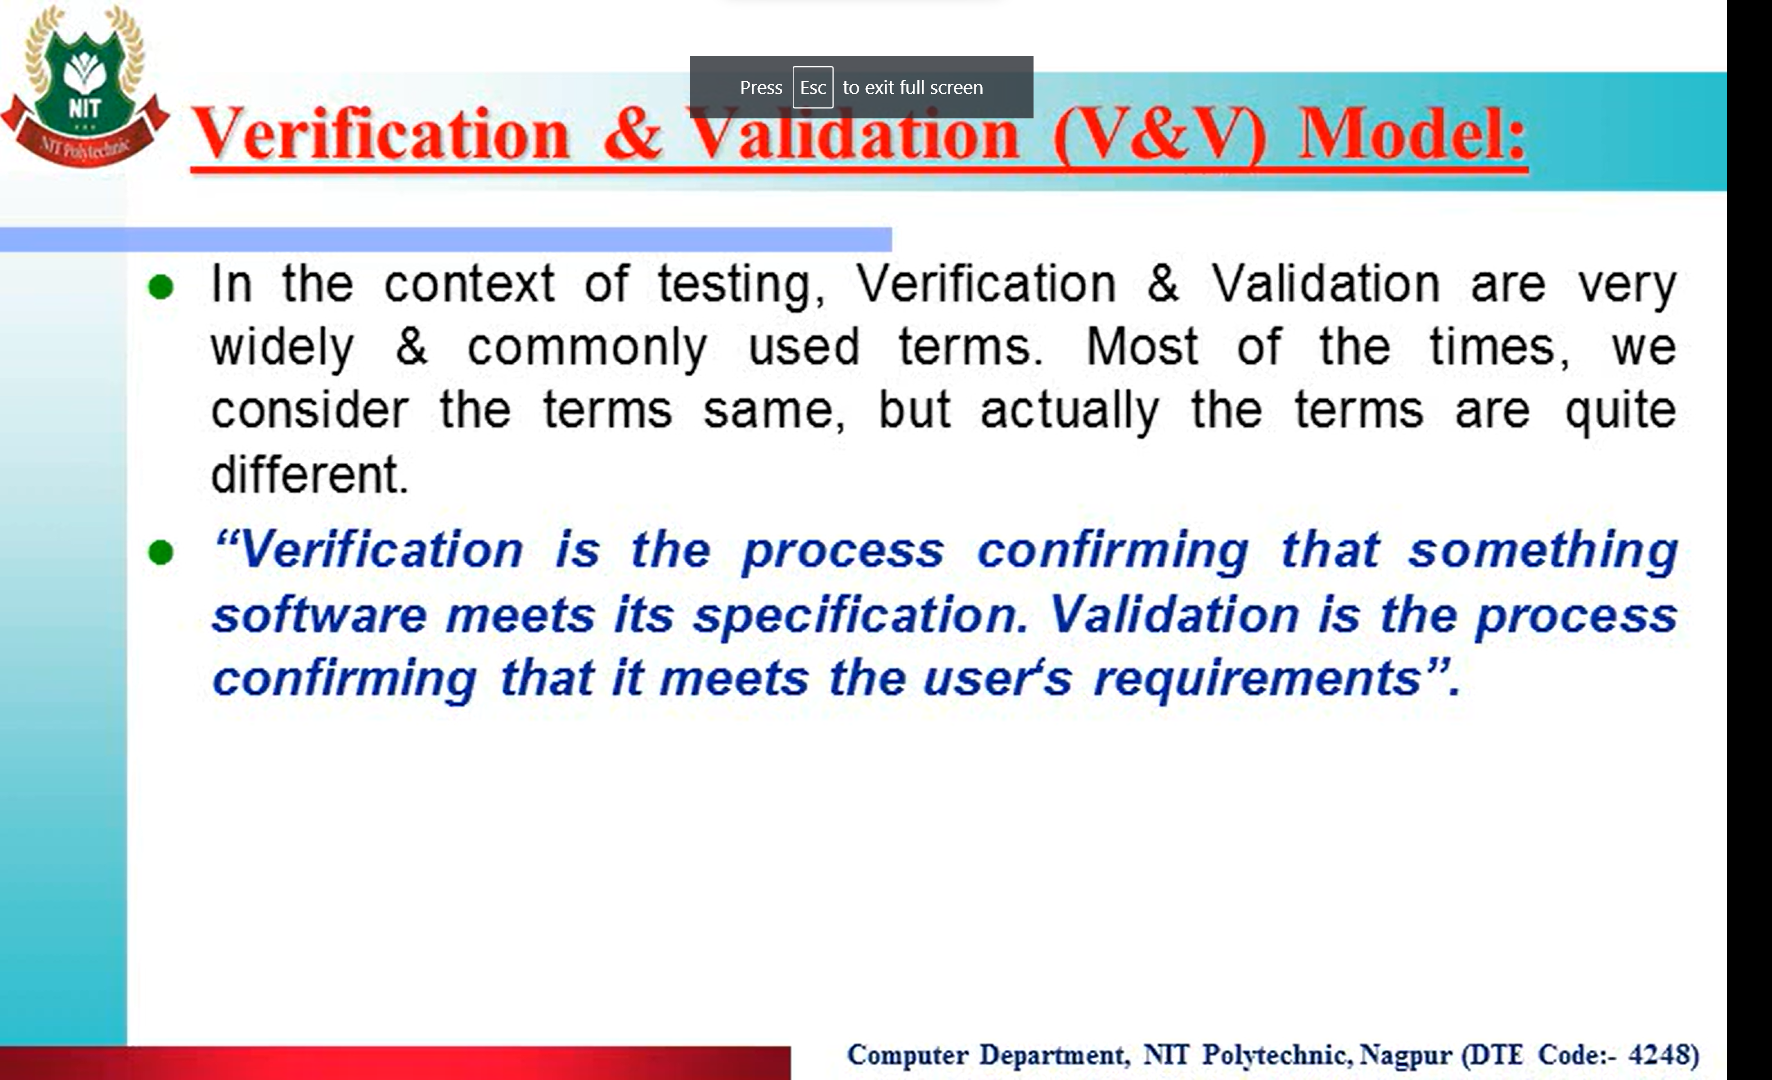 NIT
NIT Polytechnic
Press Esc to exit full screen
Verification & Validation (V&V) Model:
In the context of testing, Verification & Validation are very
widely & commonly used terms. Most of the times, we
consider the terms same, but actually the terms are quite
different.
“Verification is the process confirming that something
software meets its specification. Validation is the process
confirming that it meets the user‘s requirements”.
Computer Department, NIT Polytechnic, Nagpur (DTE Code:- 4248)